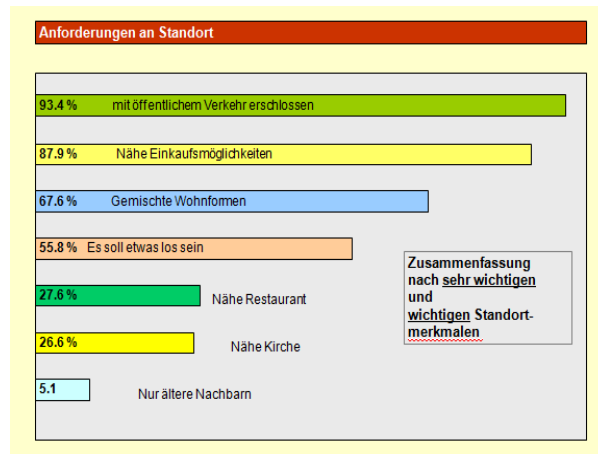 Anforderungen an Standort
93.4 % mit öffentlichem Verkehr erschlossen
87.9 % Nähe Einkaufsmöglichkeiten
67.6 % Gemischte Wohnformen
55.8 % Es soll etwas los sein
27.6 % Nähe Restaurant
26.6 % Nähe Kirche
5.1 Nur ältere Nachbarn
Zusammenfassung
nach sehr wichtigen
und
wichtigen Standort-
merkmalen